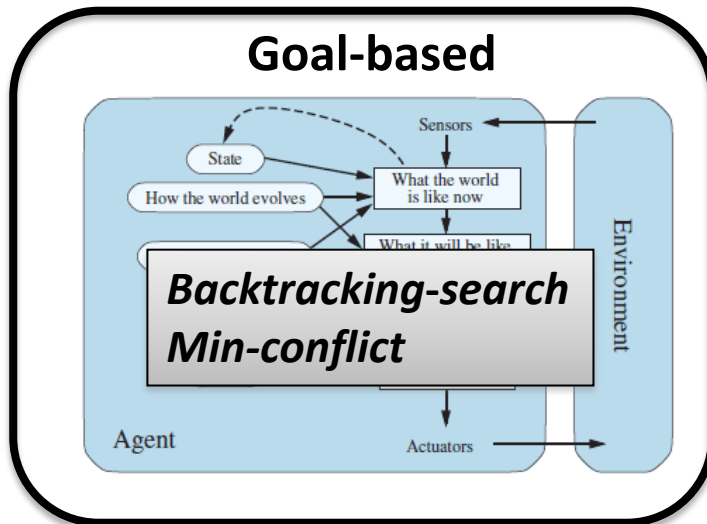 Goal-based
Sensors
State
What the world
is like now
How the world evolves
What it will be like
Backtracking-search
Min-conflict
Environment
Agent
Actuators